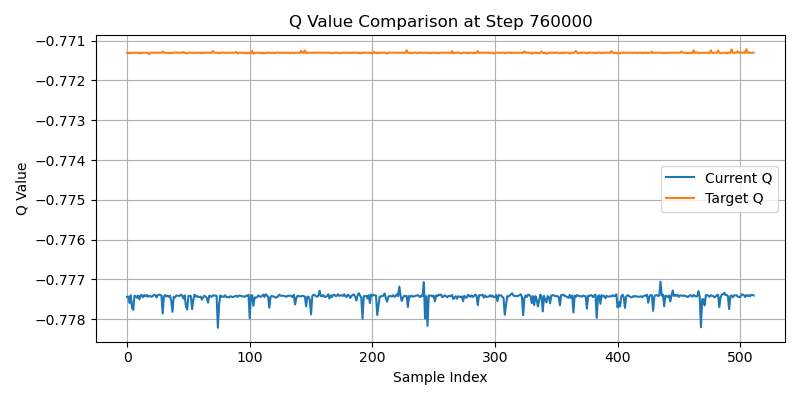 Q Value Comparison at Step 760000
Q Value
−0.771
−0.772
−0.773
−0.774
−0.775
−0.776
−0.777
−0.778
Current Q
Target Q
0
100
200
300
400
500
Sample Index